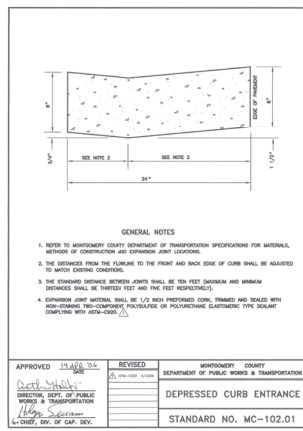 8"
3/4"
EDGE OF PAVEMENT
8"
1 1/2"
SEE NOTE 2
SEE NOTE 2
24"
GENERAL NOTES
1. REFER TO MONTGOMERY COUNTY DEPARTMENT OF TRANSPORTATION SPECIFICATIONS FOR MATERIALS,
METHODS OF CONSTRUCTION AND EXPANSION JOINT LOCATIONS.
2. THE DISTANCES FROM THE FLOWLINE TO THE FRONT AND BACK EDGE OF CURB SHALL BE ADJUSTED
TO MATCH EXISTING CONDITIONS.
3. THE STANDARD DISTANCE BETWEEN JOINTS SHALL BE TEN FEET (MAXIMUM AND MINIMUM
DISTANCES SHALL BE THIRTEEN FEET AND FIVE FEET RESPECTIVELY).
4. EXPANSION JOINT MATERIAL SHALL BE 1/2 INCH PREFORMED CORK, TRIMMED AND SEALED WITH
NON-STAINING TWO-COMPONENT POLYSULFIDE OR POLYURETHANE ELASTOMERIC TYPE SEALANT
COMPLYING WITH ASTM-C920.
APPROVED 14 APR '96
DIRECTOR, DEPT. OF PUBLIC
WORKS & TRANSPORTATION
for CHIEF, DIV. OF CAP. DEV.
REVISED
ASTM-C920
MONTGOMERY COUNTY
DEPARTMENT OF PUBLIC WORKS & TRANSPORTATION
DEPRESSED CURB ENTRANCE
STANDARD NO. MC-102.01